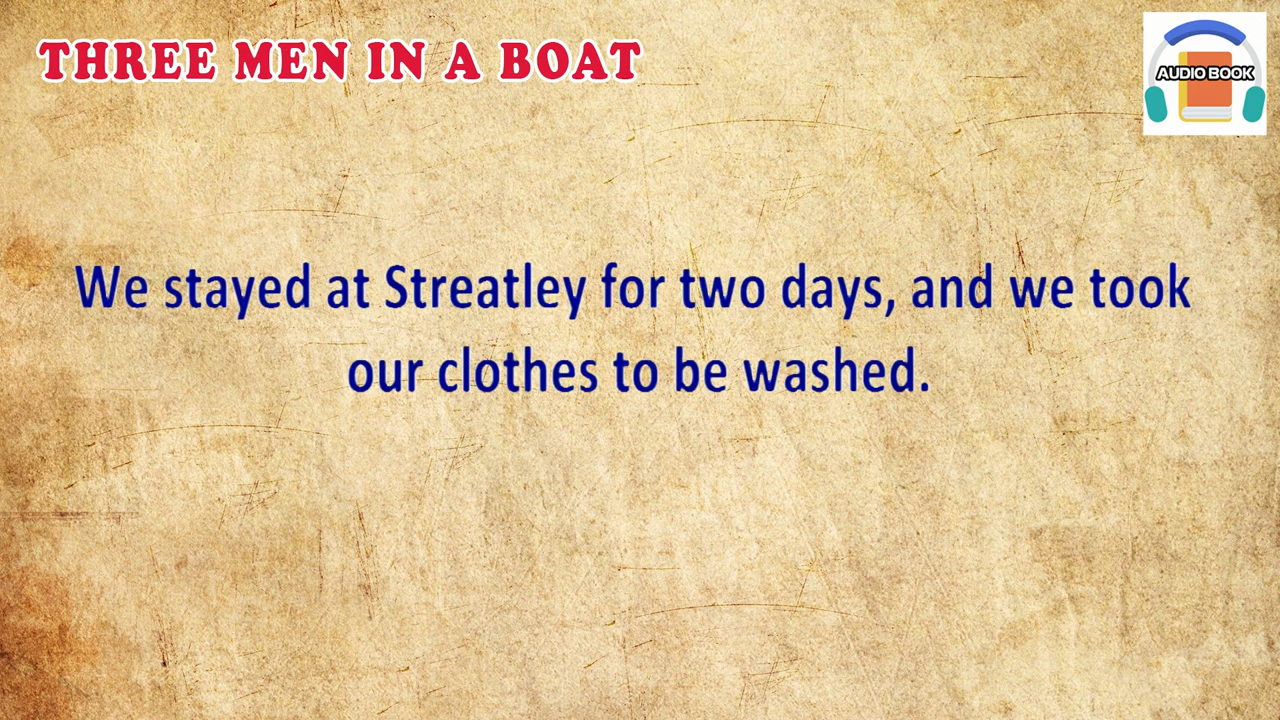 THREE MEN IN A BOAT
AUDIO BOOK
We stayed at Streatley for two days, and we took
our clothes to be washed.